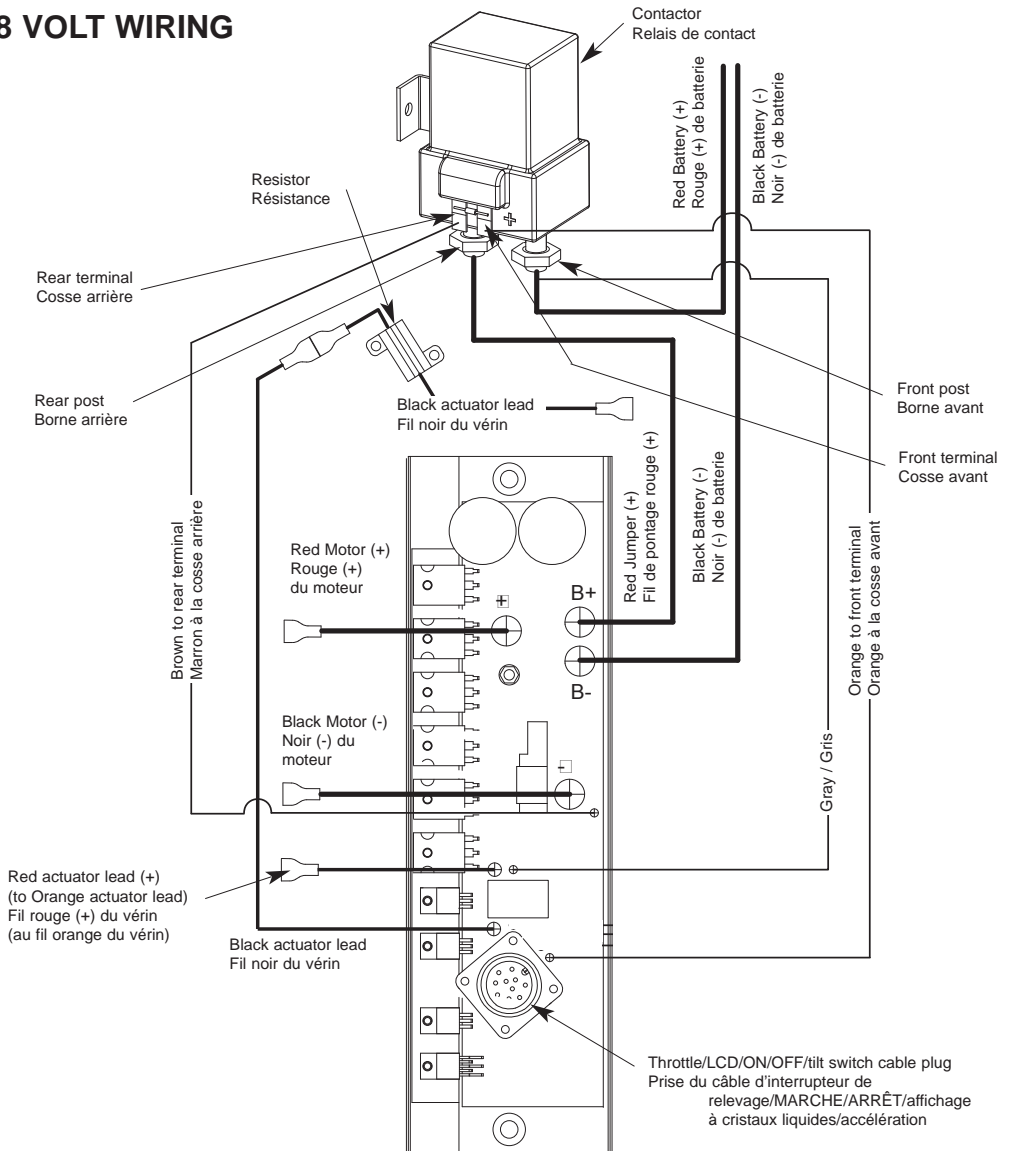 8 VOLT WIRING
Contactor
Relais de contact
Red Battery (+)
Rouge (+) de batterie
Black Battery (-)
Noir (-) de batterie
Resistor
Résistance
+
Rear terminal
Cosse arrière
Rear post
Borne arrière
Black actuator lead
Fil noir du vérin
Front post
Borne avant
Front terminal
Cosse avant
Brown to rear terminal
Marron à la cosse arrière
Red Motor (+)
Rouge (+)
du moteur
Red Jumper (+)
Fil de pontage rouge (+)
Black Battery (-)
Noir (-) de batterie
Orange to front terminal
Orange à la cosse avant
+
B+
B-
Black Motor (-)
Noir (-) du
moteur
-
Gray / Gris
Red actuator lead (+)
(to Orange actuator lead)
Fil rouge (+) du vérin
(au fil orange du vérin)
Black actuator lead
Fil noir du vérin
Throttle/LCD/ON/OFF/tilt switch cable plug
Prise du câble d’interrupteur de
relevage/MARCHE/ARRÊT/affichage
à cristaux liquides/accélération